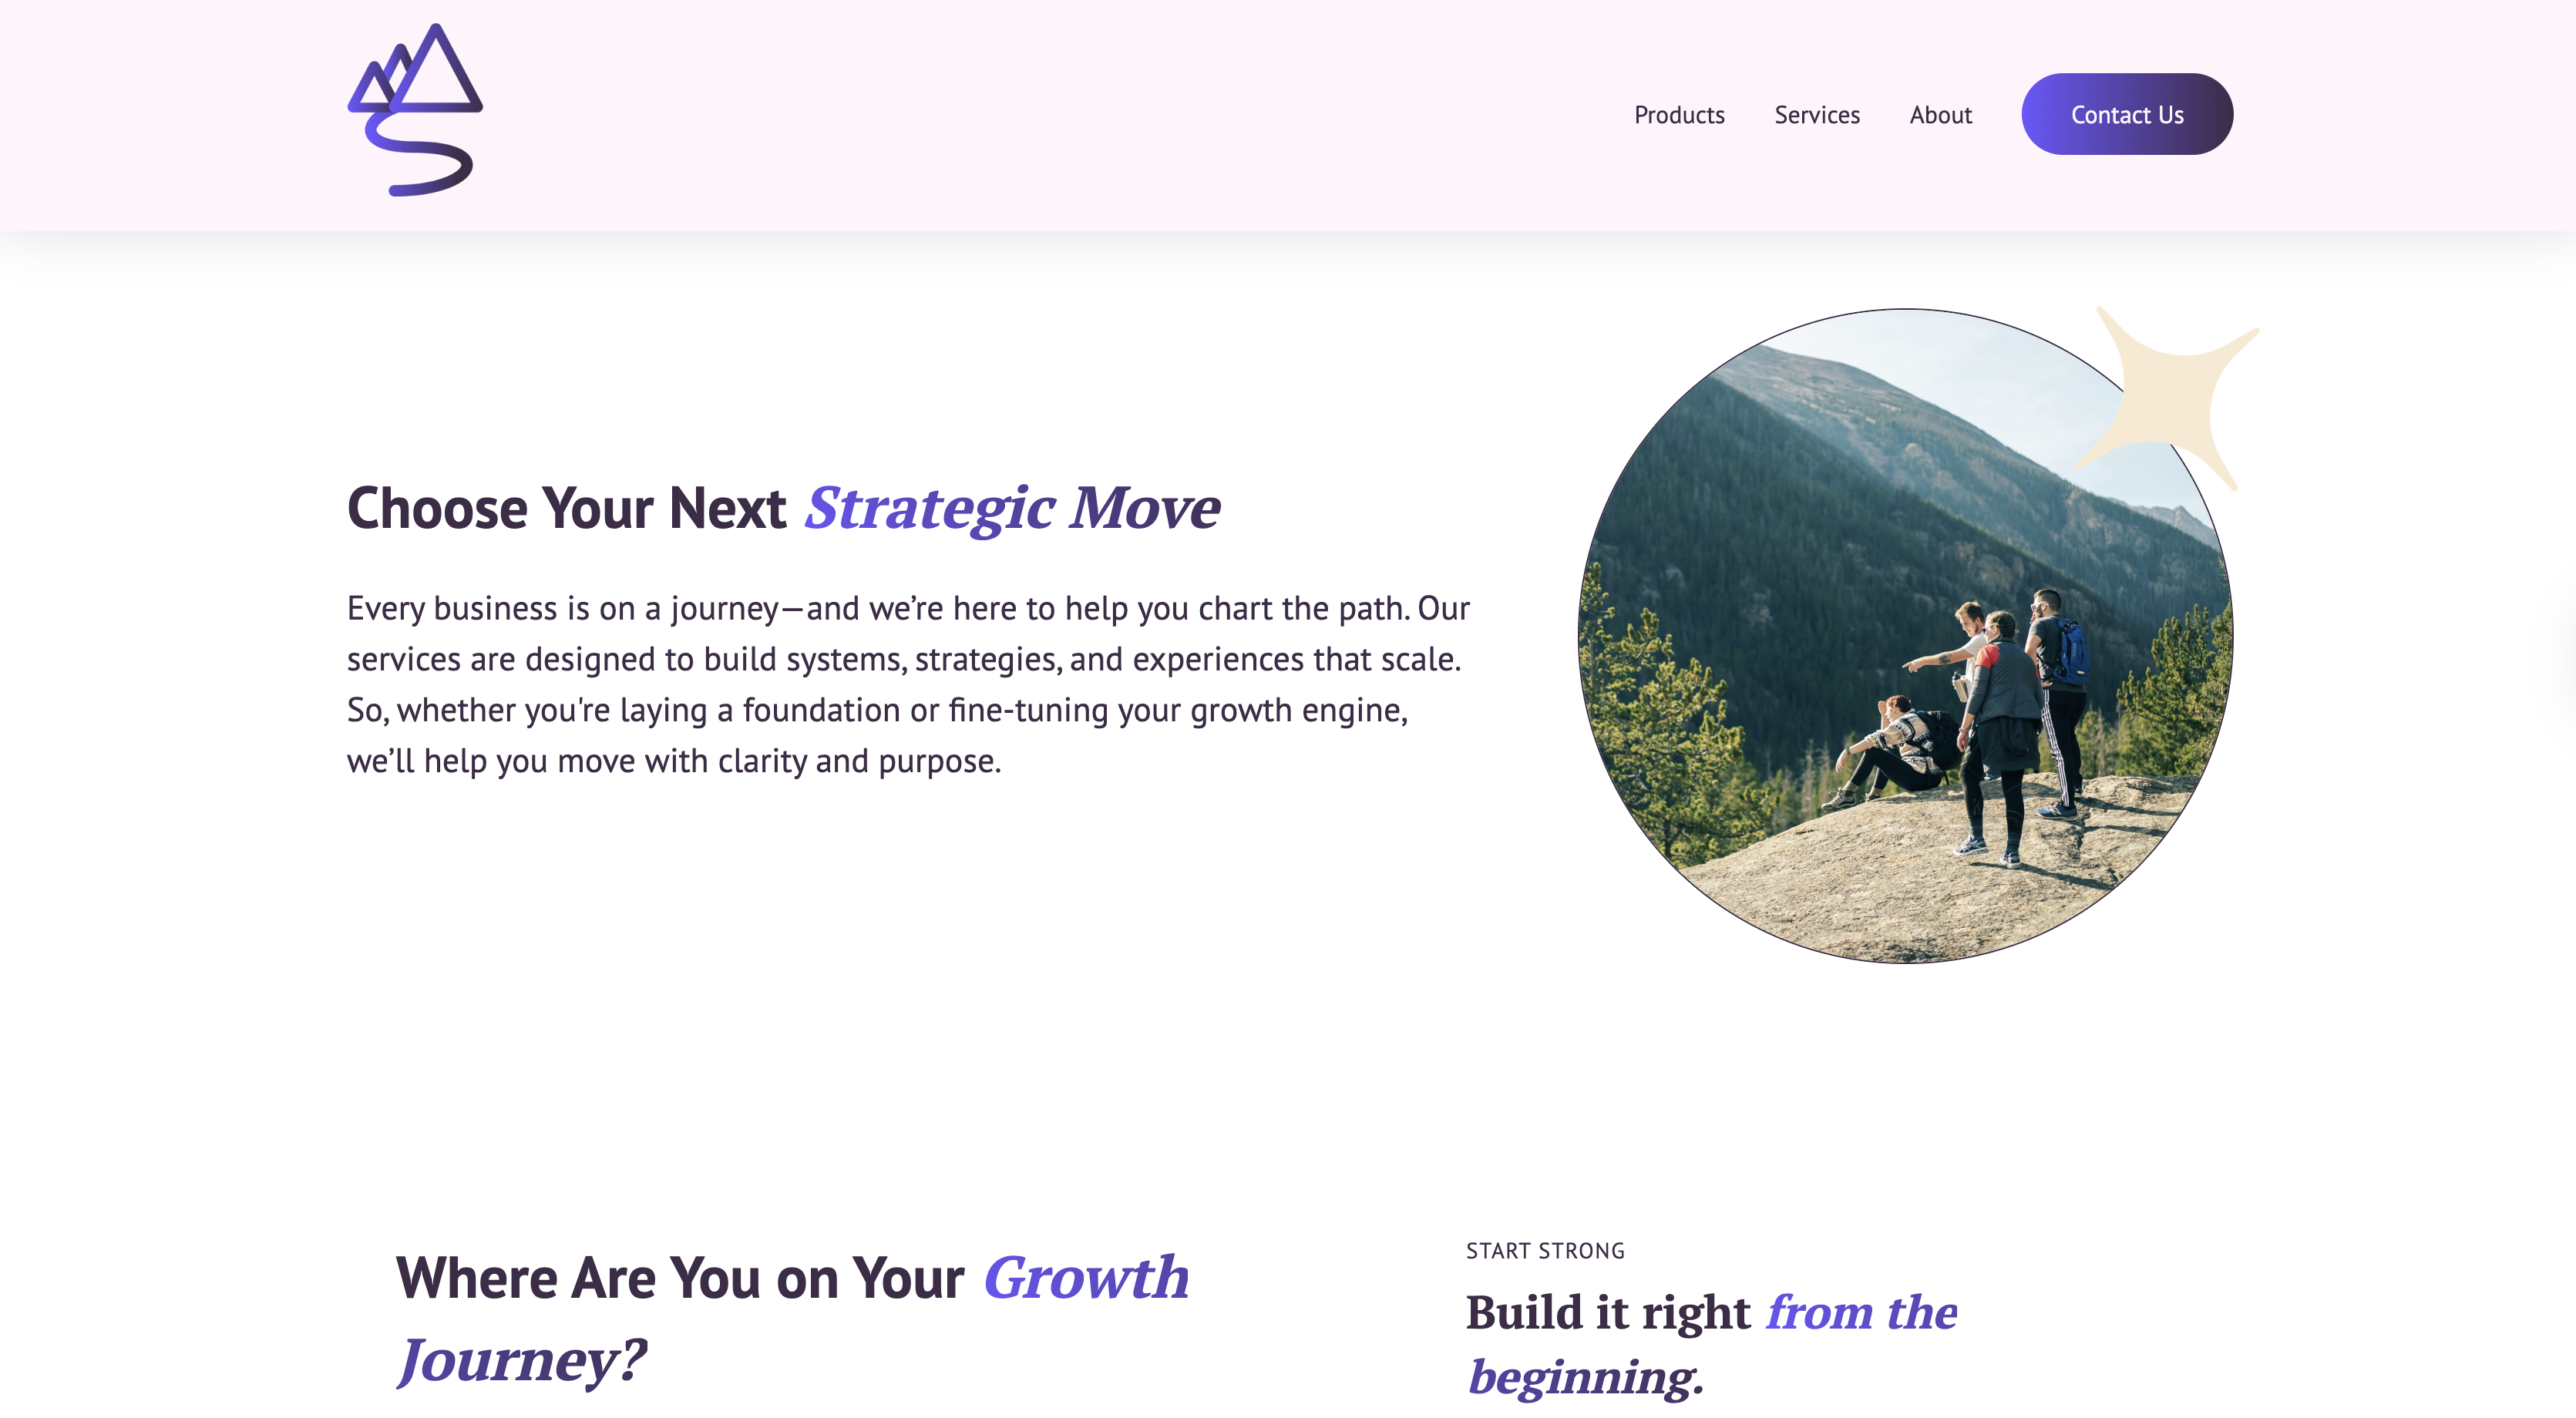 Products
Services
About
Contact Us
Choose Your Next Strategic Move
Every business is on a journey—and we’re here to help you chart the path. Our
services are designed to build systems, strategies, and experiences that scale.
So, whether you're laying a foundation or fine-tuning your growth engine,
we’ll help you move with clarity and purpose.
Where Are You on Your Growth
Journey?
START STRONG
Build it right from the
beginning.